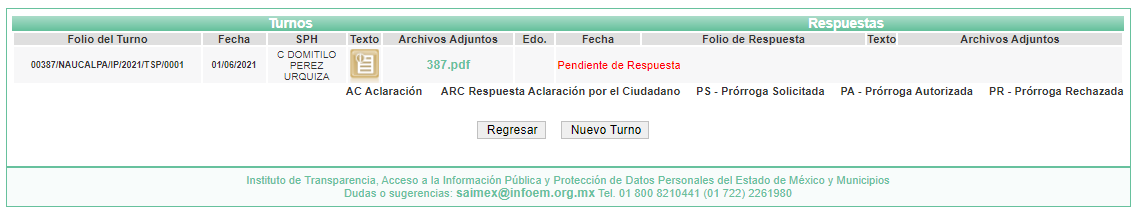 Turnos Respuestas
Folio del Turno Fecha SPH Texto Archivos Adjuntos Edo. Fecha Folio de Respuesta Texto Archivos Adjuntos
00387/NAUCALPA/IP/2021/TSP/0001 01/06/2021 C DOMITILO PEREZ URQUIZA 387.pdf Pendiente de Respuesta
AC Aclaración ARC Respuesta Aclaración por el Ciudadano PS - Prórroga Solicitada PA - Prórroga Autorizada PR - Prórroga Rechazada
Regresar Nuevo Turno
Instituto de Transparencia, Acceso a la Información Pública y Protección de Datos Personales del Estado de México y Municipios
Dudas o sugerencias: saimex@infoem.org.mx Tel. 01 800 8210441 (01 722) 2261980